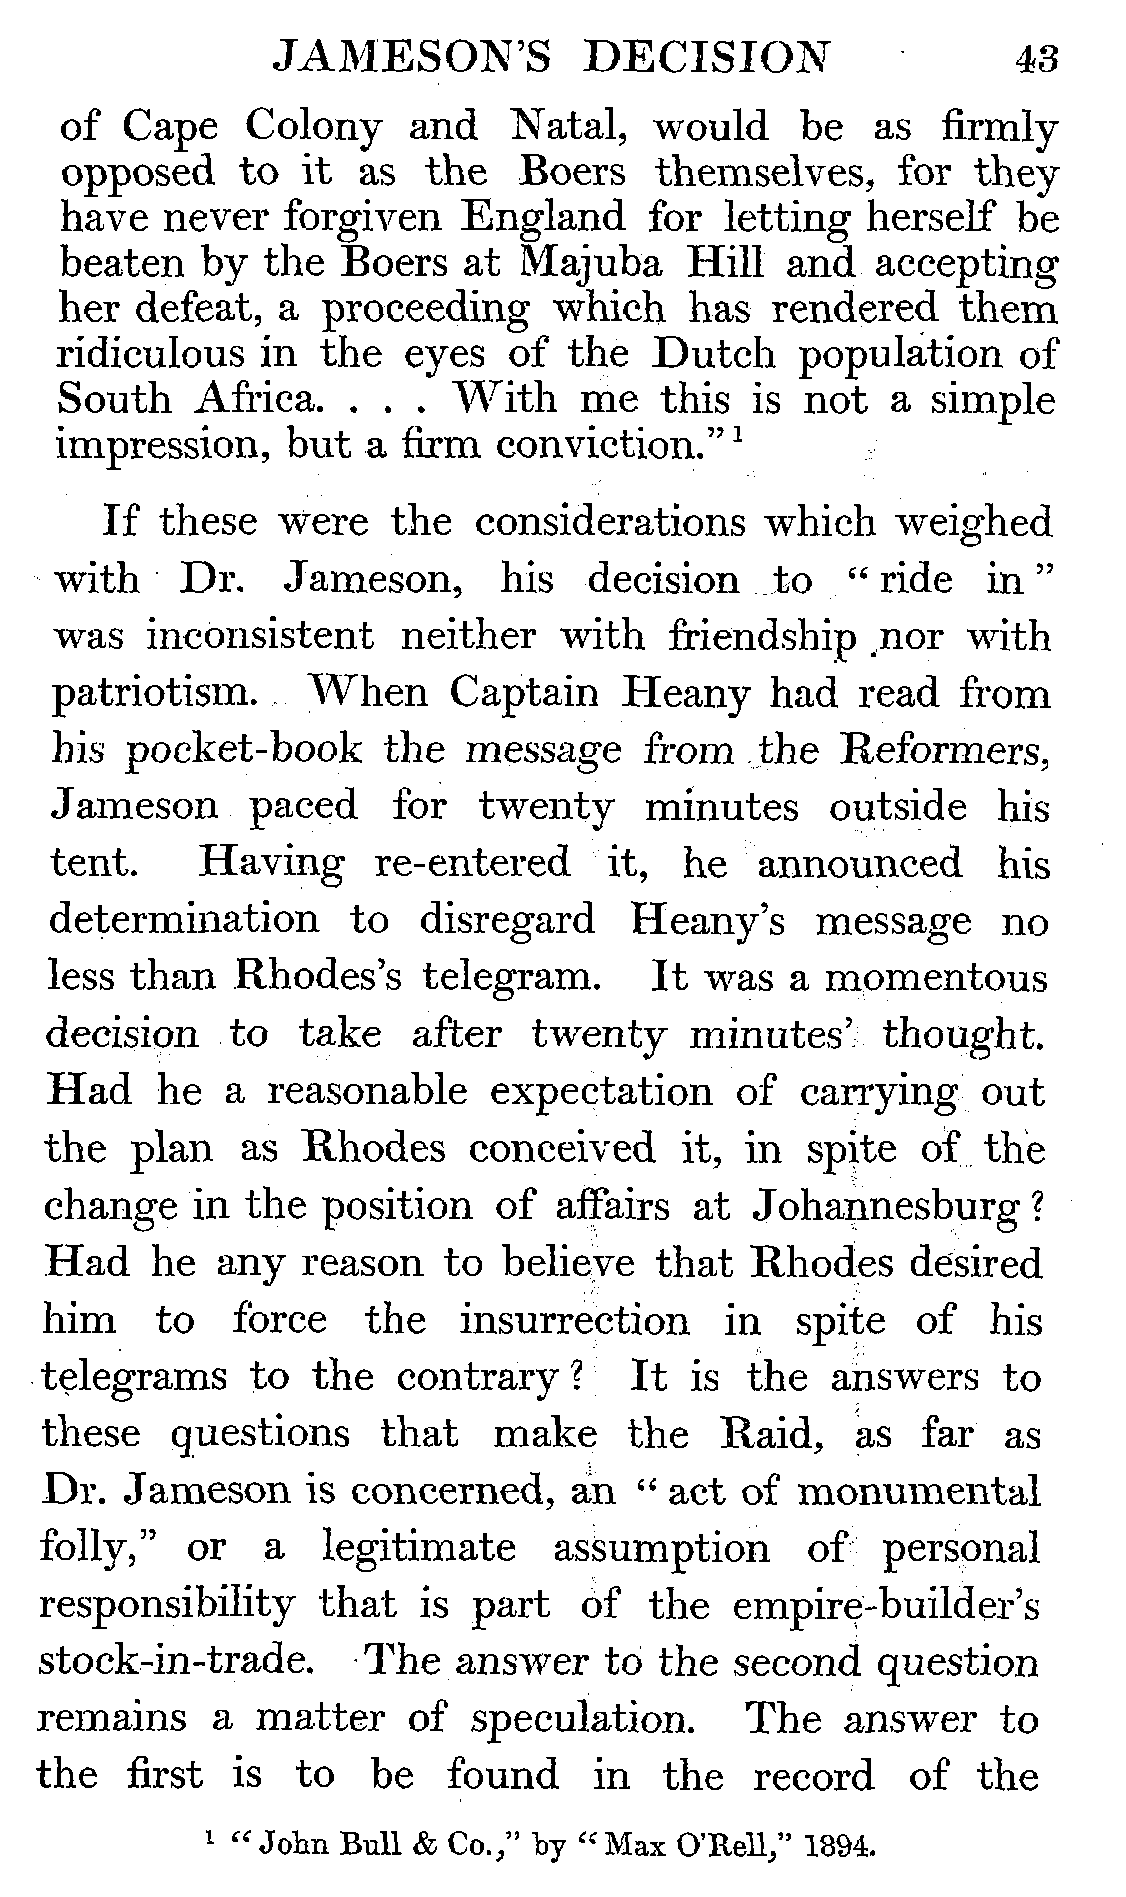 JAMESON'S DECISION 43
of Cape Colony and Natal, would be as firmly
opposed to it as the Boers themselves, for they
have never forgiven England for letting herself be
beaten by the Boers at Majuba Hill and accepting
her defeat, a proceeding which has rendered them
ridiculous in the eyes of the Dutch population of
South Africa. . . . With me this is not a simple
impression, but a firm conviction." 1
If these were the considerations which weighed
with Dr. Jameson, his decision to "ride in"
was inconsistent neither with friendship nor with
patriotism. When Captain Heany had read from
his pocket-book the message from the Reformers,
Jameson paced for twenty minutes outside his
tent. Having re-entered it, he announced his
determination to disregard Heany's message no
less than Rhodes's telegram. It was a momentous
decision to take after twenty minutes' thought.
Had he a reasonable expectation of carrying out
the plan as Rhodes conceived it, in spite of the
change in the position of affairs at Johannesburg?
Had he any reason to believe that Rhodes desired
him to force the insurrection in spite of his
telegrams to the contrary? It is the answers to
these questions that make the Raid, as far as
Dr. Jameson is concerned, an "act of monumental
folly," or a legitimate assumption of personal
responsibility that is part of the empire-builder's
stock-in-trade. The answer to the second question
remains a matter of speculation. The answer to
the first is to be found in the record of the
1 "John Bull & Co.," by "Max O'Rell," 1894.